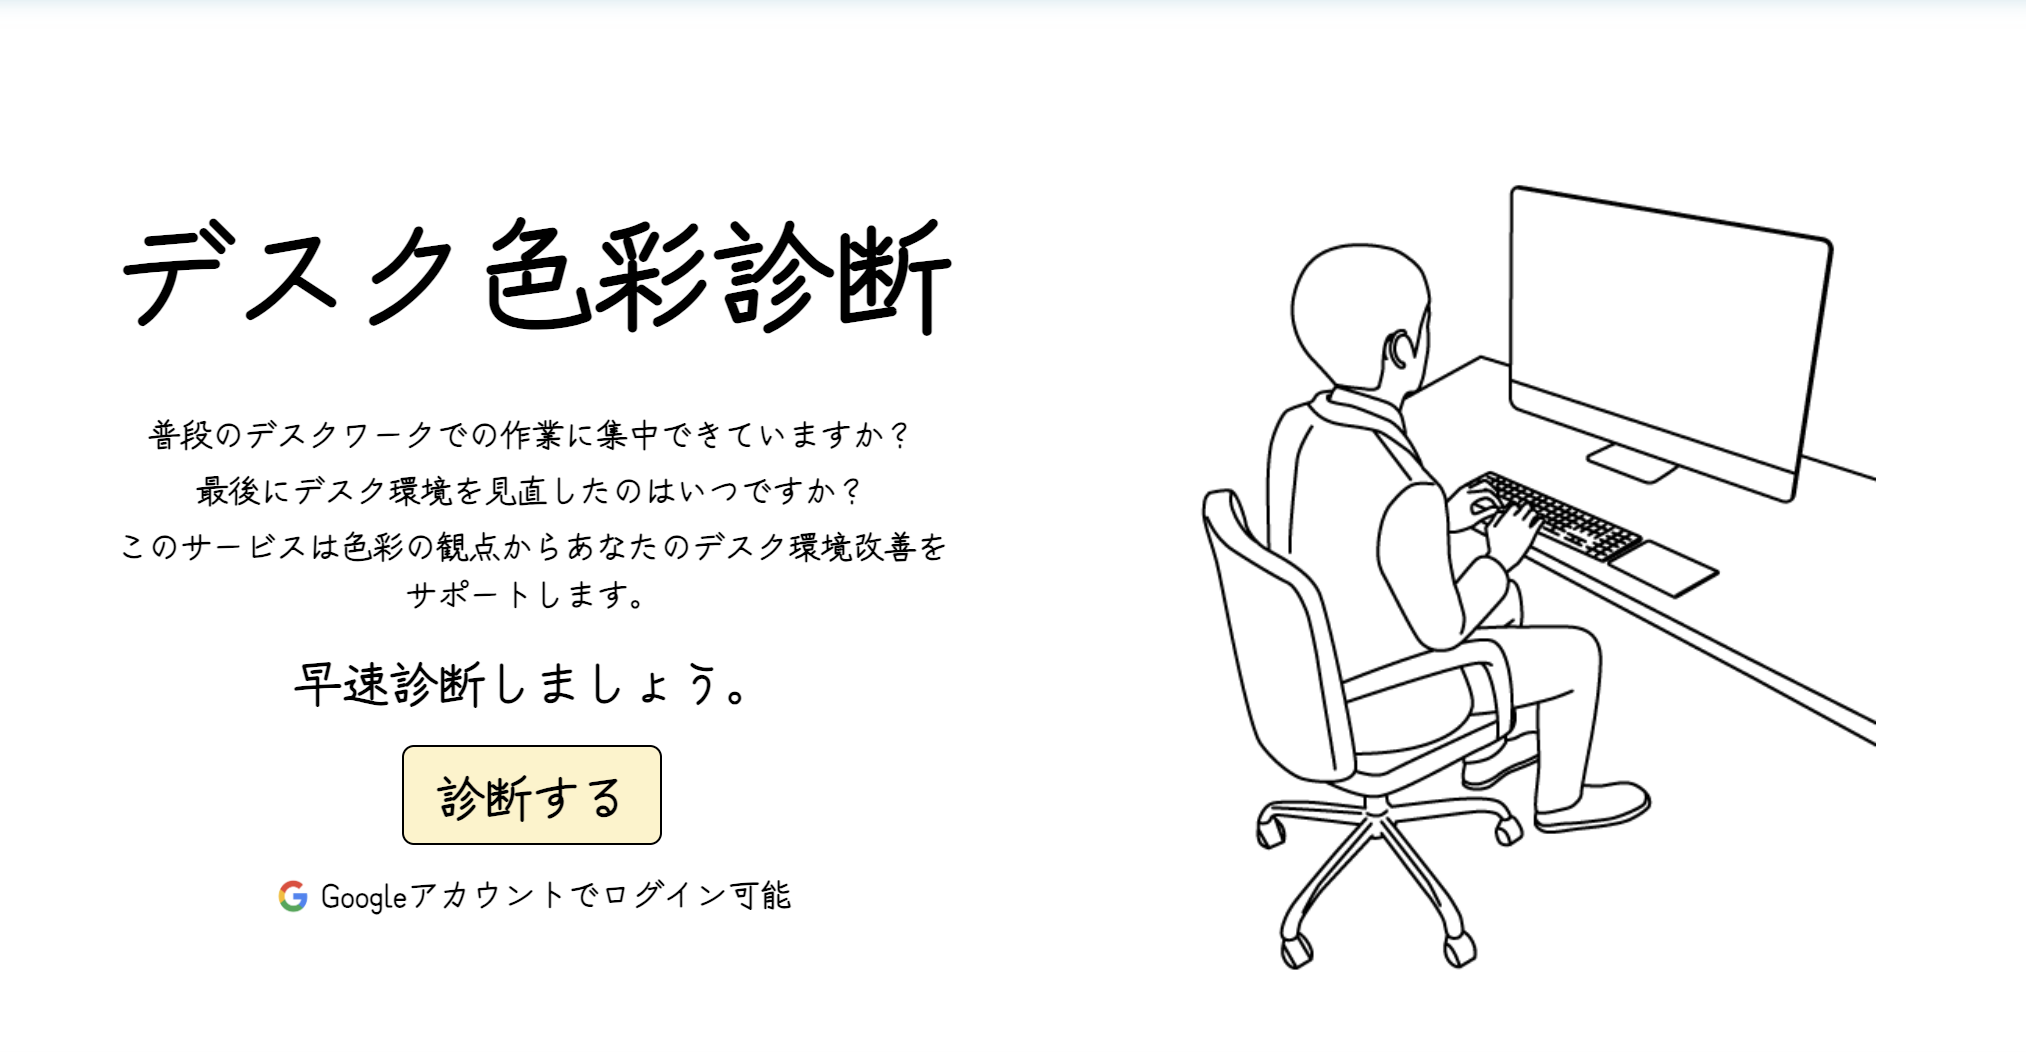 デスク色彩診断
普段のデスクワークでの作業に集中できていますか？
最後にデスク環境を見直したのはいつですか？
このサービスは色彩の観点からあなたのデスク環境改善を
サポートします。
早速診断しましょう。
診断する
Googleアカウントでログイン可能